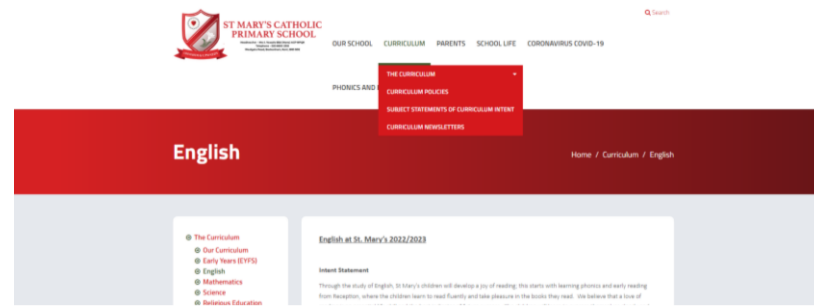 Search
ST MARY'S CATHOLIC
PRIMARY SCHOOL
OUR SCHOOL CURRICULUM PARENTS SCHOOL LIFE CORONAVIRUS COVID-19
THE CURRICULUM
PHONICS AND
CURRICULUM POLICIES
SUBJECT STATEMENTS OF CURRICULUM INTENT
CURRICULUM NEWSLETTERS
English
Home / Curriculum / English
The Curriculum
Our Curriculum
Early Years (EYFS)
English
Mathematics
Science
Religious Education
English at St. Mary's 2022/2023
Intent Statement
Through the study of English, St Mary's children will develop a joy of reading; this starts with learning phonics and early reading
from Reception, where the children learn to read fluently and take pleasure in the books they read. We believe that a love of